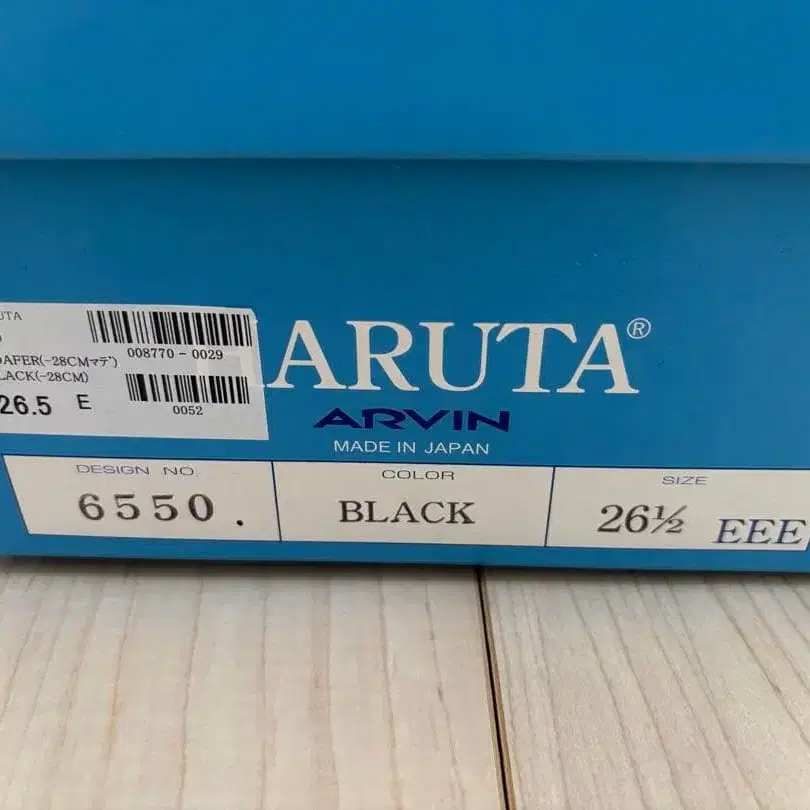 UTA
008770-0029
OAFER(-28CMマデ)
LACK(-28CM)
26.5 E
0052
HARUTA®
ARVIN
MADE IN JAPAN
DESIGN NO.
6550.
COLOR
BLACK
SIZE
26½ EEE